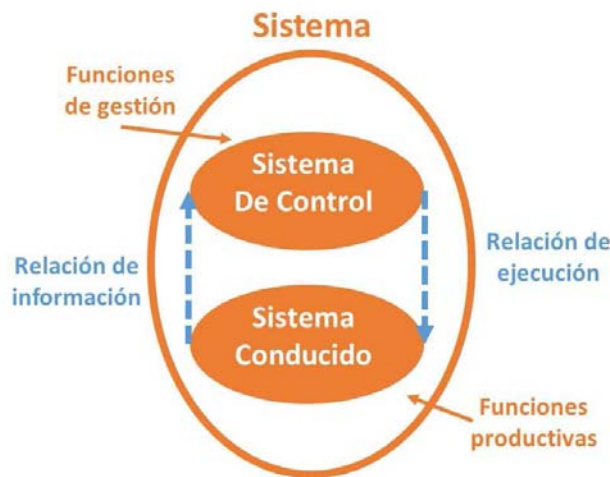 Sistema
Funciones
de gestión
Sistema
De Control
Relación de
información
Relación de
ejecución
Sistema
Conducido
Funciones
productivas